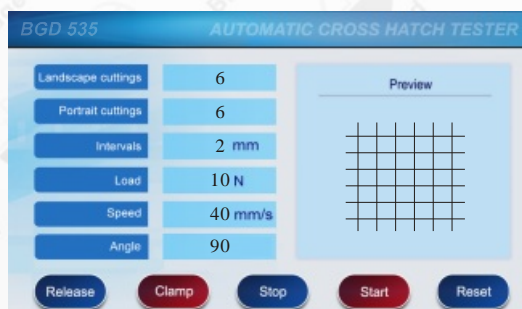 BGD 535 AUTOMATIC CROSS HATCH TESTER
Landscape cuttings 6
Preview
Portrait cuttings 6
Intervals 2 mm
Load 10 N
Speed 40 mm/s
Angle 90
Release Clamp Stop Start Reset